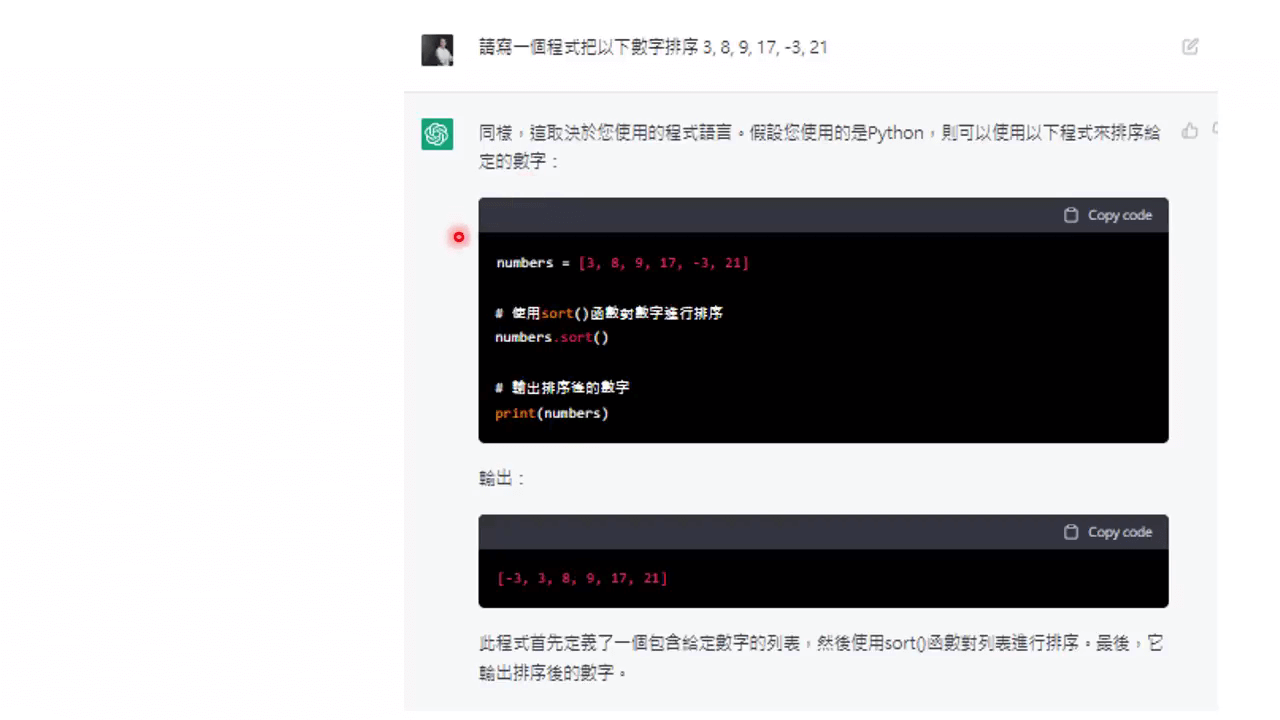 請寫一個程式把以下數字排序 3, 8, 9, 17, -3, 21
同樣，這取決於您使用的程式語言。假設您使用的是Python，則可以使用以下程式來排序給
定的數字：
Copy code
numbers = [3, 8, 9, 17, -3, 21]
# 使用sort()函數對數字進行排序
numbers.sort()
# 輸出排序後的數字
print(numbers)
輸出：
Copy code
[-3, 3, 8, 9, 17, 21]
此程式首先定義了一個包含給定數字的列表，然後使用sort()函數對列表進行排序。最後，它
輸出排序後的數字。